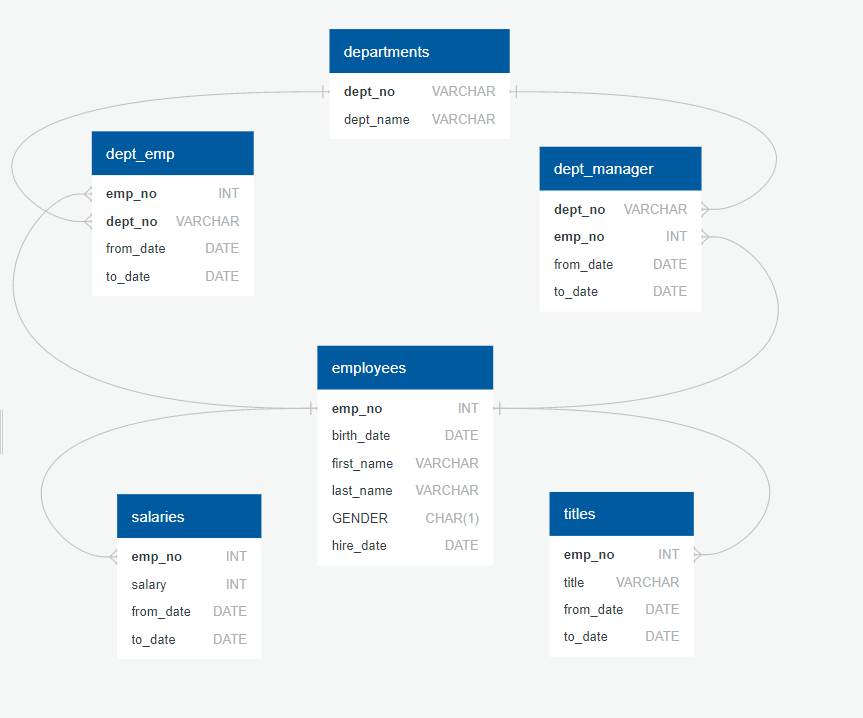 departments
dept_no VARCHAR
dept_name VARCHAR
dept_emp
emp_no INT
dept_no VARCHAR
from_date DATE
to_date DATE
dept_manager
dept_no VARCHAR
emp_no INT
from_date DATE
to_date DATE
employees
emp_no INT
birth_date DATE
first_name VARCHAR
last_name VARCHAR
GENDER CHAR(1)
hire_date DATE
salaries
emp_no INT
salary INT
from_date DATE
to_date DATE
titles
emp_no INT
title VARCHAR
from_date DATE
to_date DATE